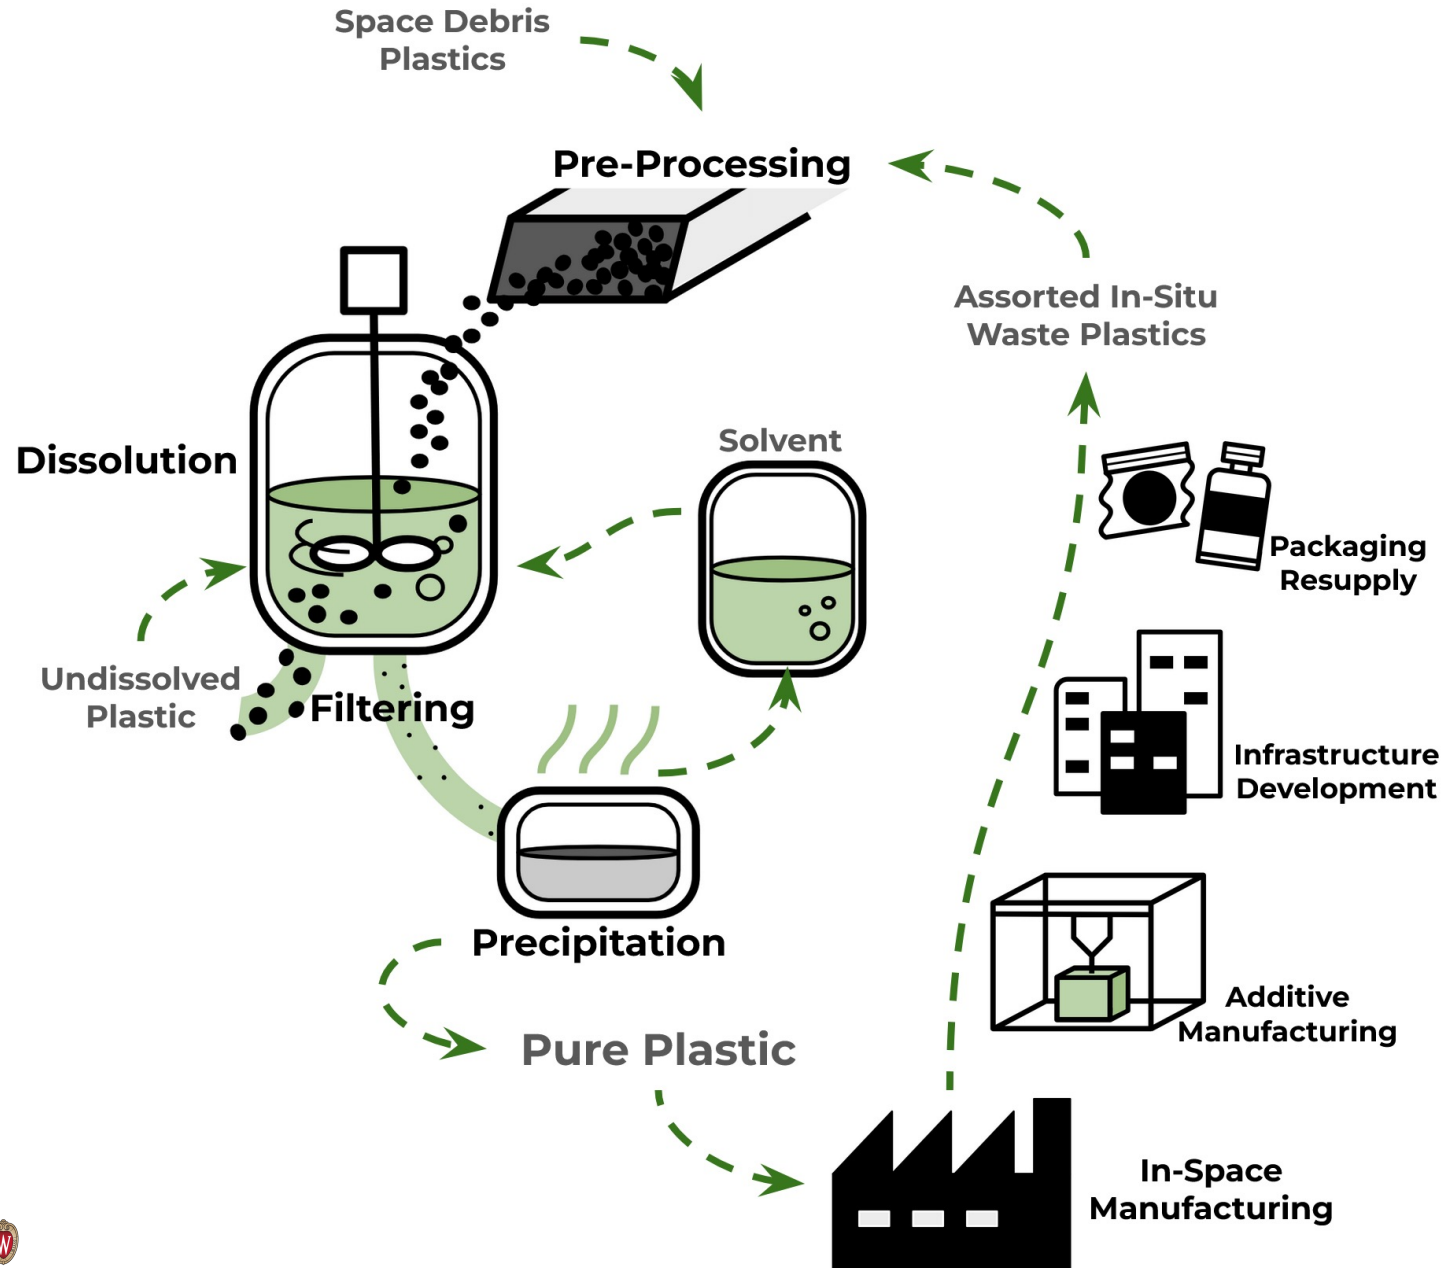 Space Debris
Plastics
Pre-Processing
Assorted In-Situ
Waste Plastics
Dissolution
Solvent
Packaging
Resupply
Undissolved
Plastic
Filtering
Infrastructure
Development
Precipitation
Additive
Manufacturing
Pure Plastic
In-Space
Manufacturing
W